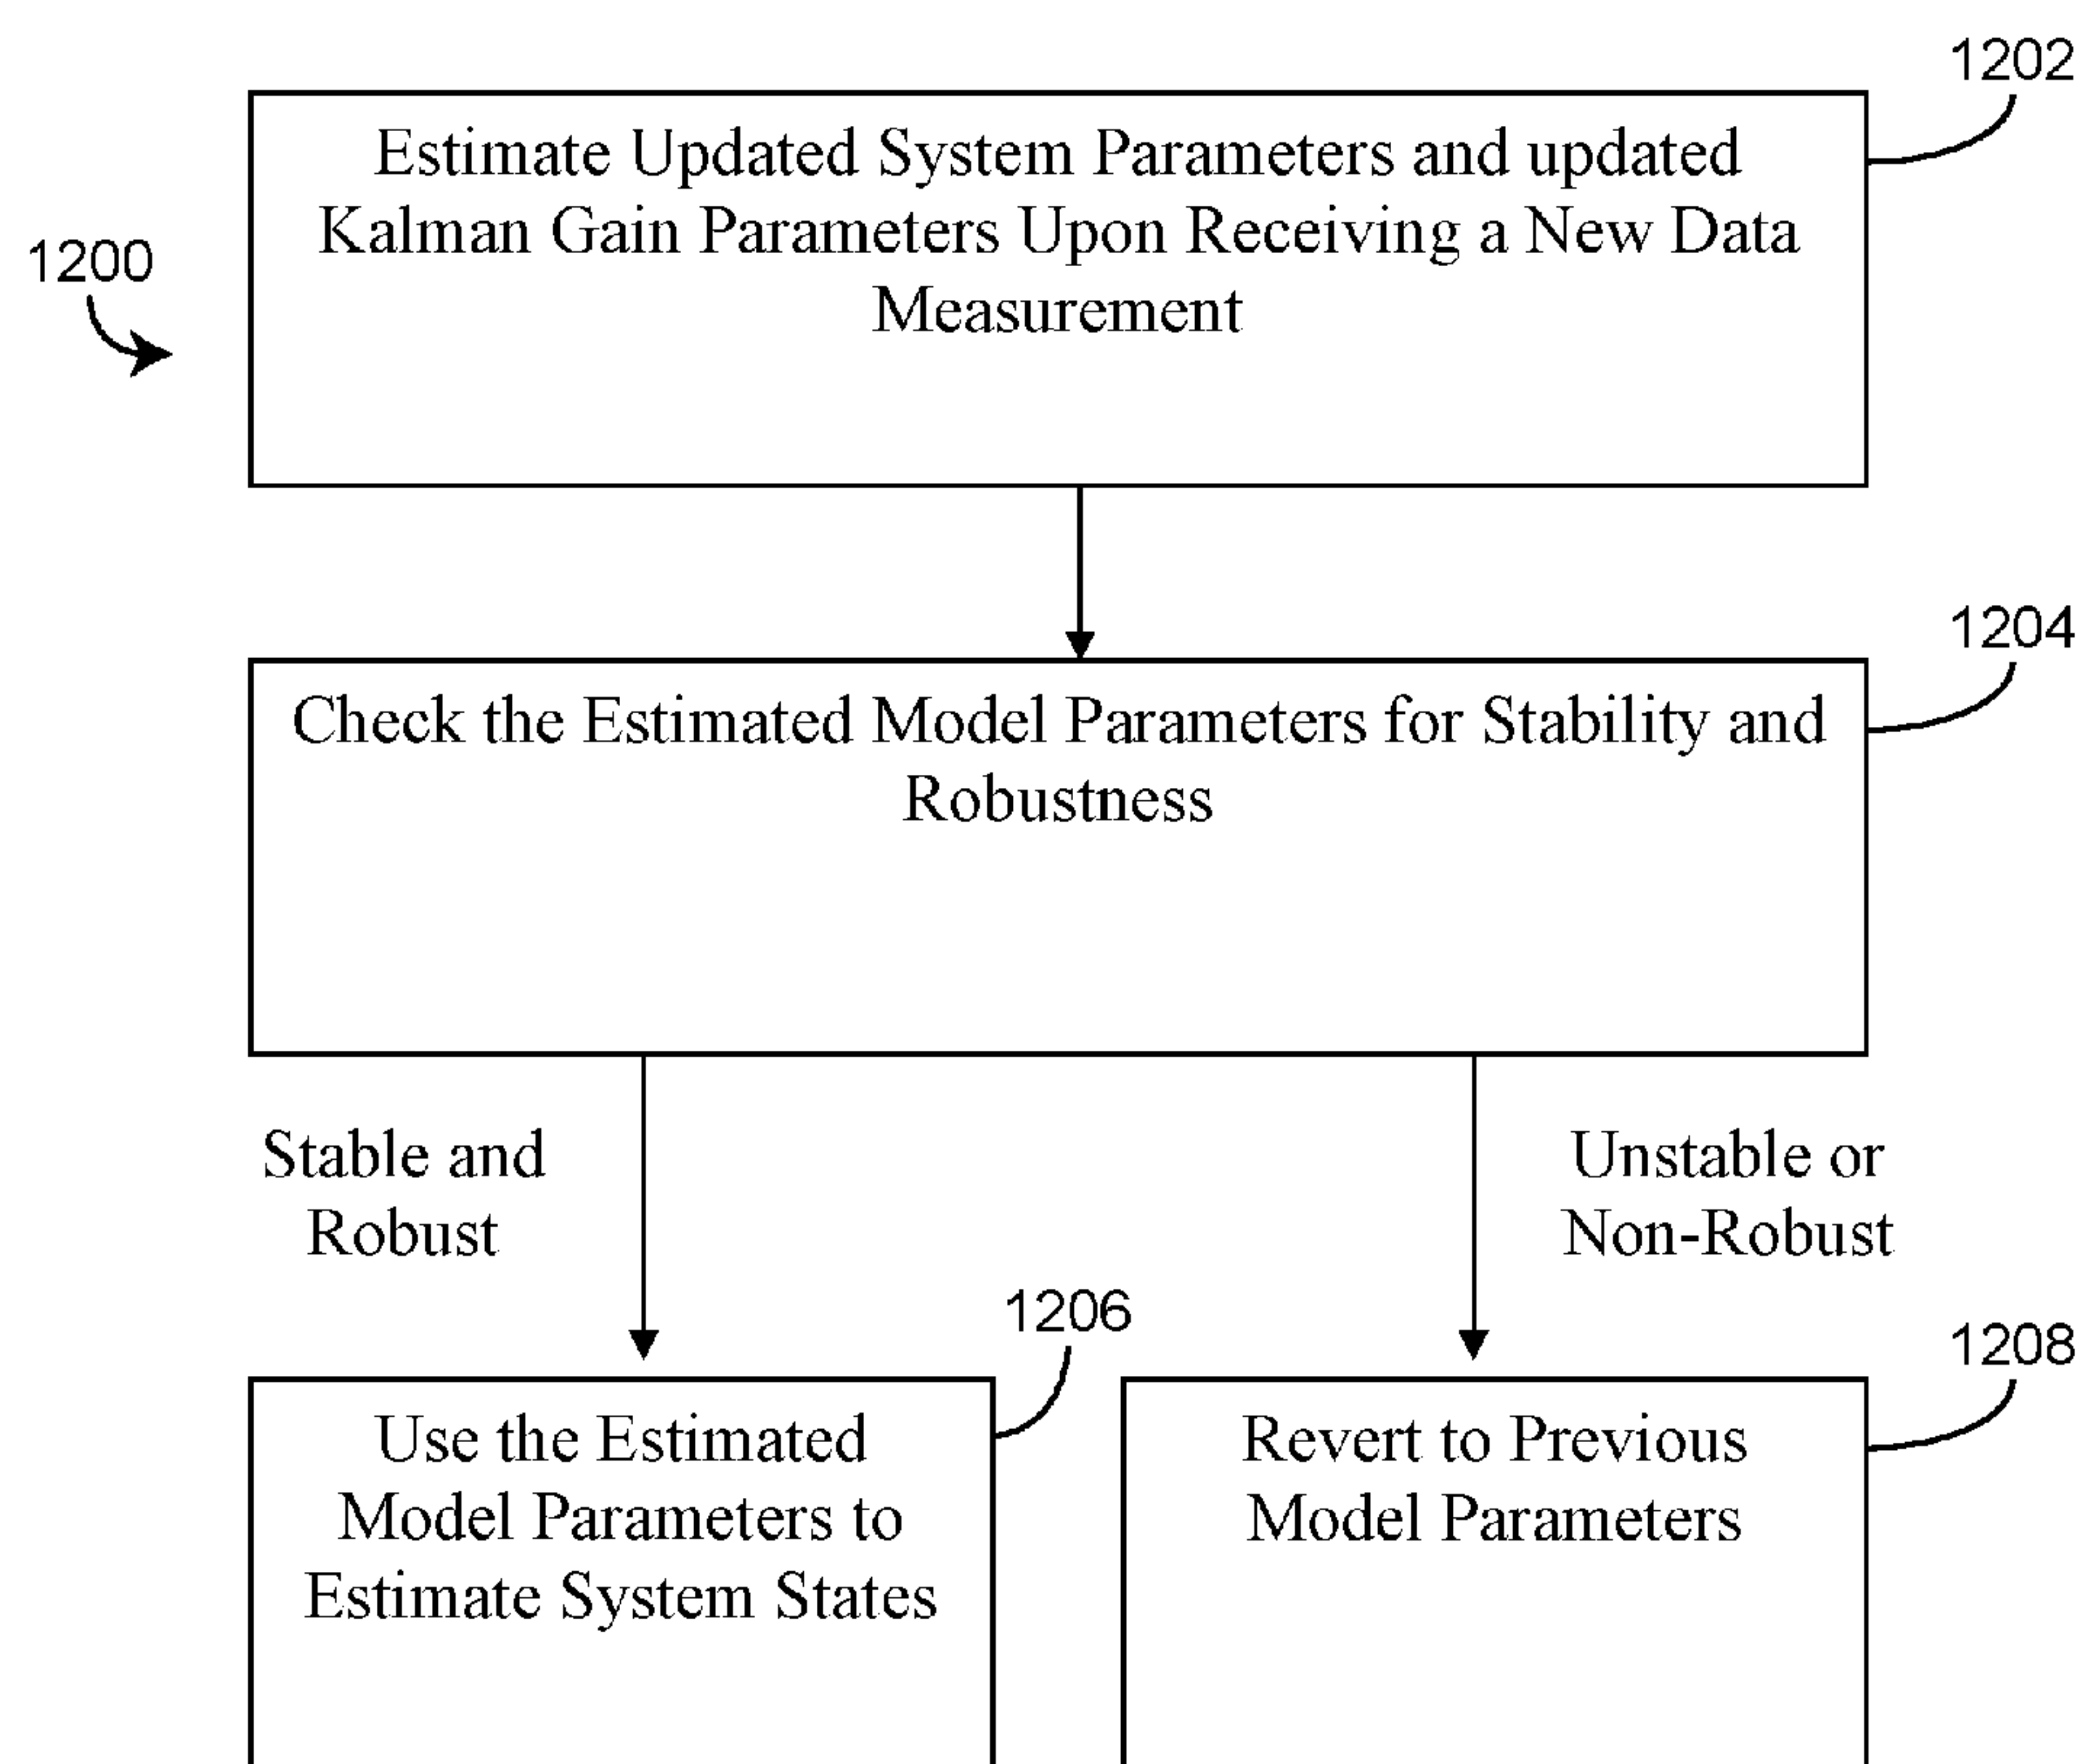 1202
Estimate Updated System Parameters and updated
Kalman Gain Parameters Upon Receiving a New Data
Measurement
1200
1204
Check the Estimated Model Parameters for Stability and
Robustness
Stable and
Robust
Unstable or
Non-Robust
1206
1208
Use the Estimated
Model Parameters to
Estimate System States
Revert to Previous
Model Parameters